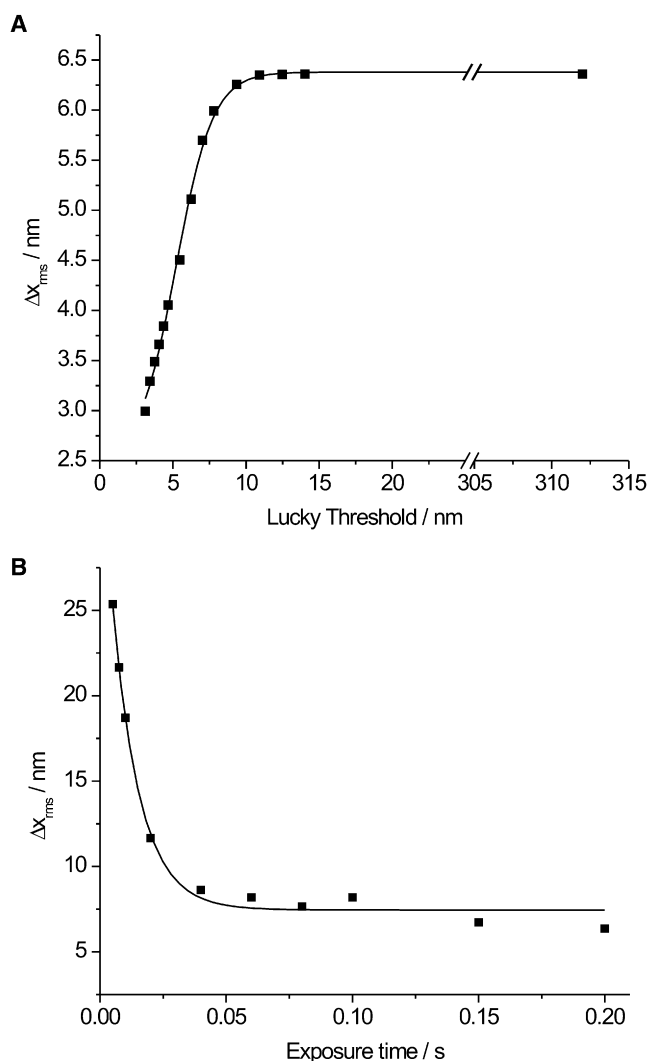 A
6.5
6.0
5.5
5.0
4.5
4.0
3.5
3.0
2.5
Δxrms / nm
0 5 10 15 20 305 310 315
Lucky Threshold / nm
B
25
20
15
10
5
Δxrms / nm
0.00 0.05 0.10 0.15 0.20
Exposure time / s